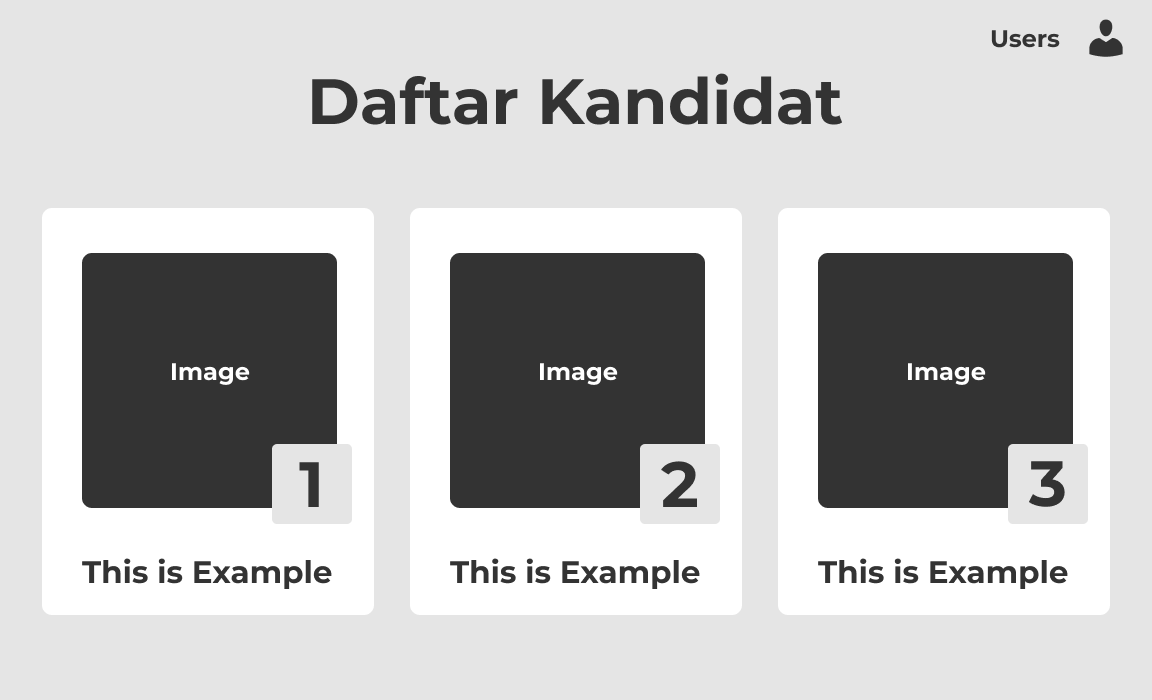 Users
Daftar Kandidat
Image
1
This is Example
Image
2
This is Example
Image
3
This is Example